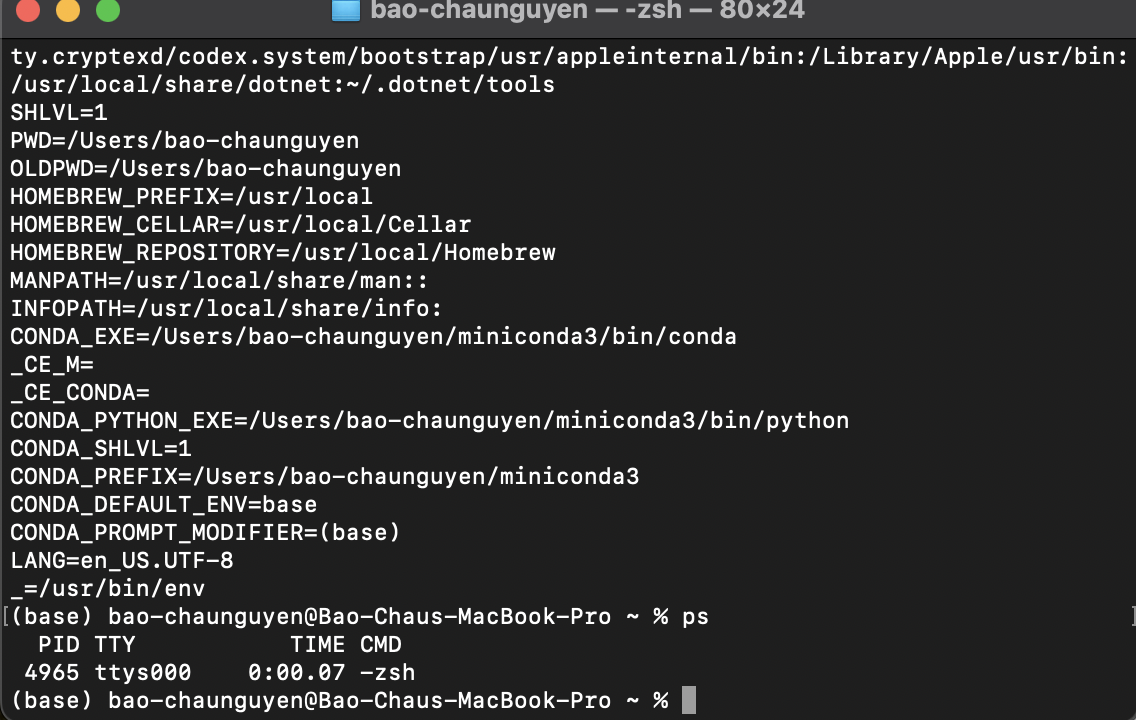 bao-chaunguyen — -zsh — 80×24
ty.cryptexd/codex.system/bootstrap/usr/appleinternal/bin:/Library/Apple/usr/bin:
/usr/local/share/dotnet:~/.dotnet/tools
SHLVL=1
PWD=/Users/bao-chaunguyen
OLDPWD=/Users/bao-chaunguyen
HOMEBREW_PREFIX=/usr/local
HOMEBREW_CELLAR=/usr/local/Cellar
HOMEBREW_REPOSITORY=/usr/local/Homebrew
MANPATH=/usr/local/share/man::
INFOPATH=/usr/local/share/info:
CONDA_EXE=/Users/bao-chaunguyen/miniconda3/bin/conda
_CE_M=
_CE_CONDA=
CONDA_PYTHON_EXE=/Users/bao-chaunguyen/miniconda3/bin/python
CONDA_SHLVL=1
CONDA_PREFIX=/Users/bao-chaunguyen/miniconda3
CONDA_DEFAULT_ENV=base
CONDA_PROMPT_MODIFIER=(base)
LANG=en_US.UTF-8
_=/usr/bin/env
[(base) bao-chaunguyen@Bao-Chaus-MacBook-Pro ~ % ps ]
  PID TTY           TIME CMD
 4965 ttys000    0:00.07 -zsh
(base) bao-chaunguyen@Bao-Chaus-MacBook-Pro ~ %